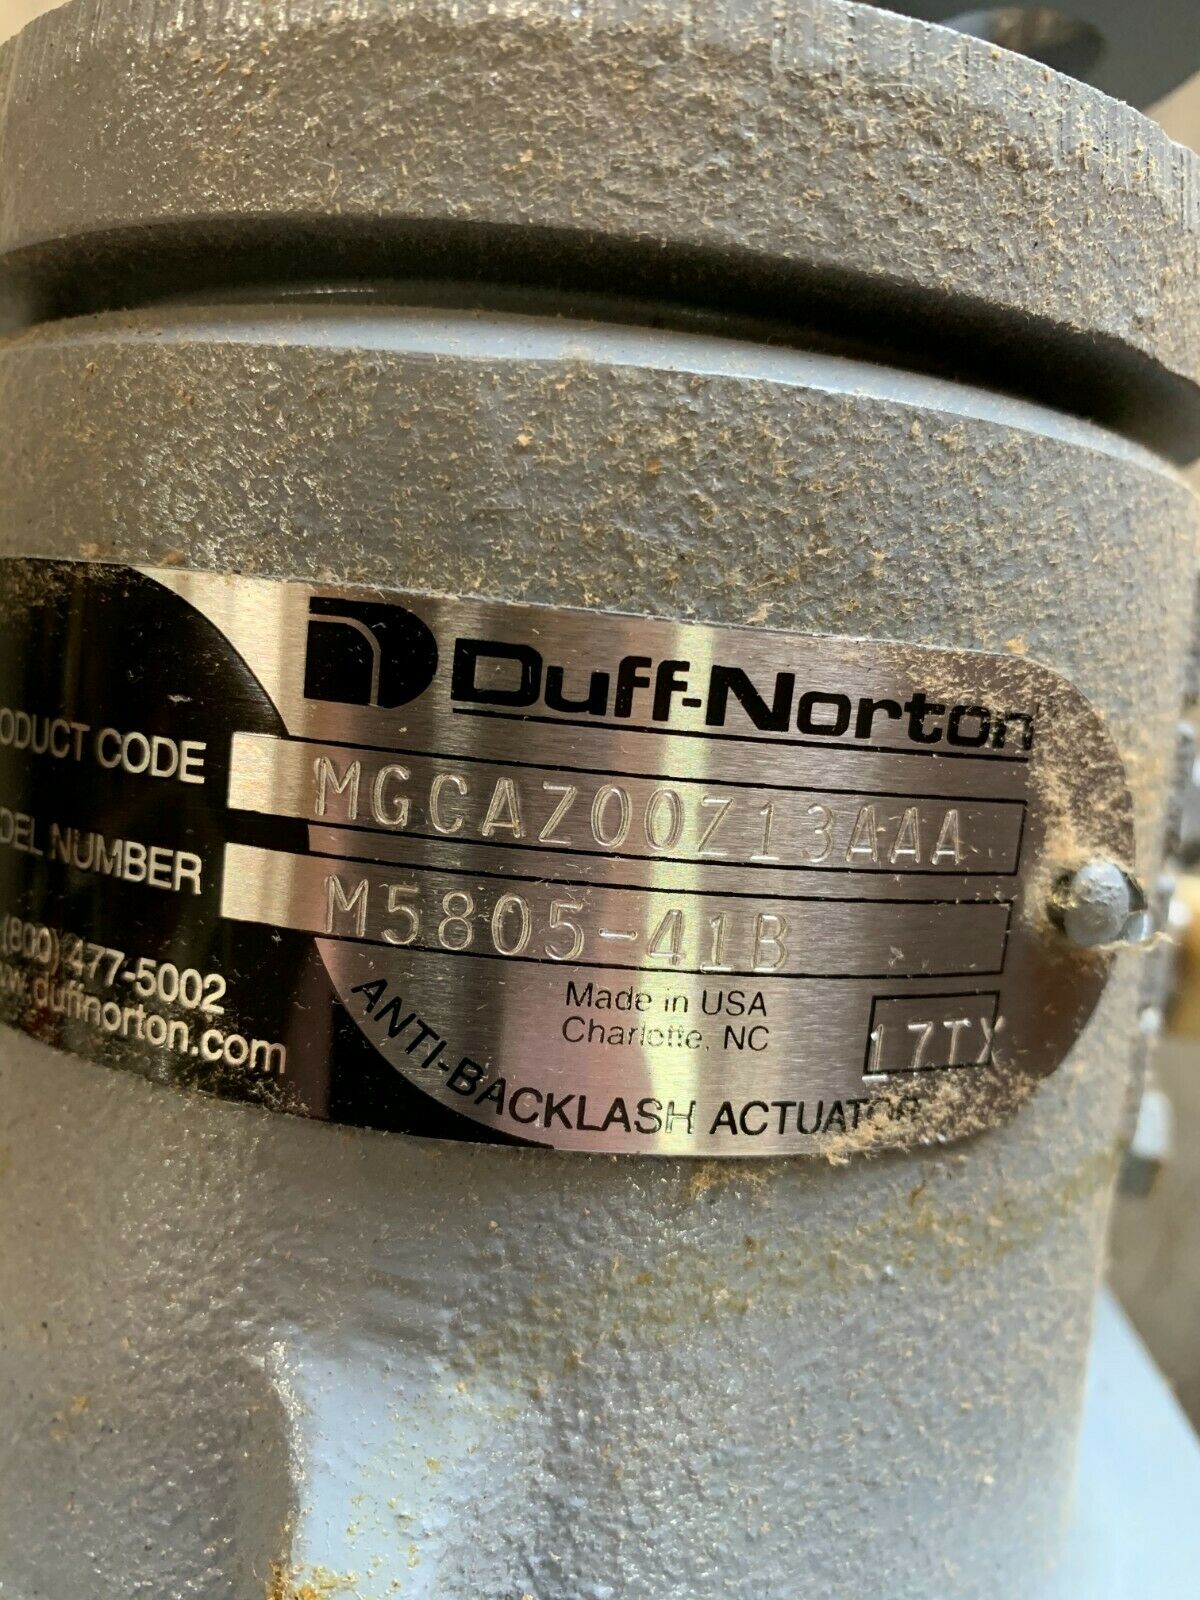 Duff-Norton
ODUCT CODE MGCAZ00Z13AAA
DEL NUMBER M5805-41B
(800) 477-5002
w.duffnorton.com
Made in USA
Charlotte, NC
17TX
ANTI-BACKLASH ACTUATOR